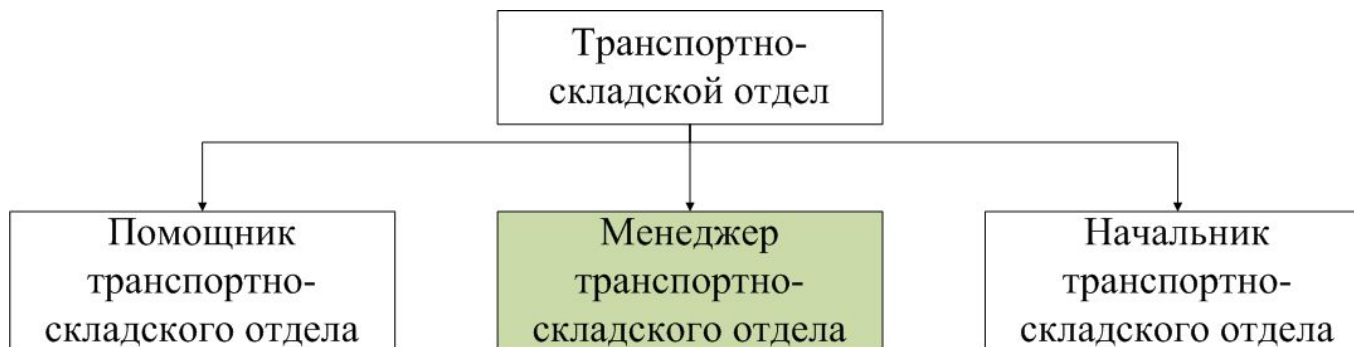 Транспортно-
складской отдел
Помощник
транспортно-
складского отдела
Менеджер
транспортно-
складского отдела
Начальник
транспортно-
складского отдела